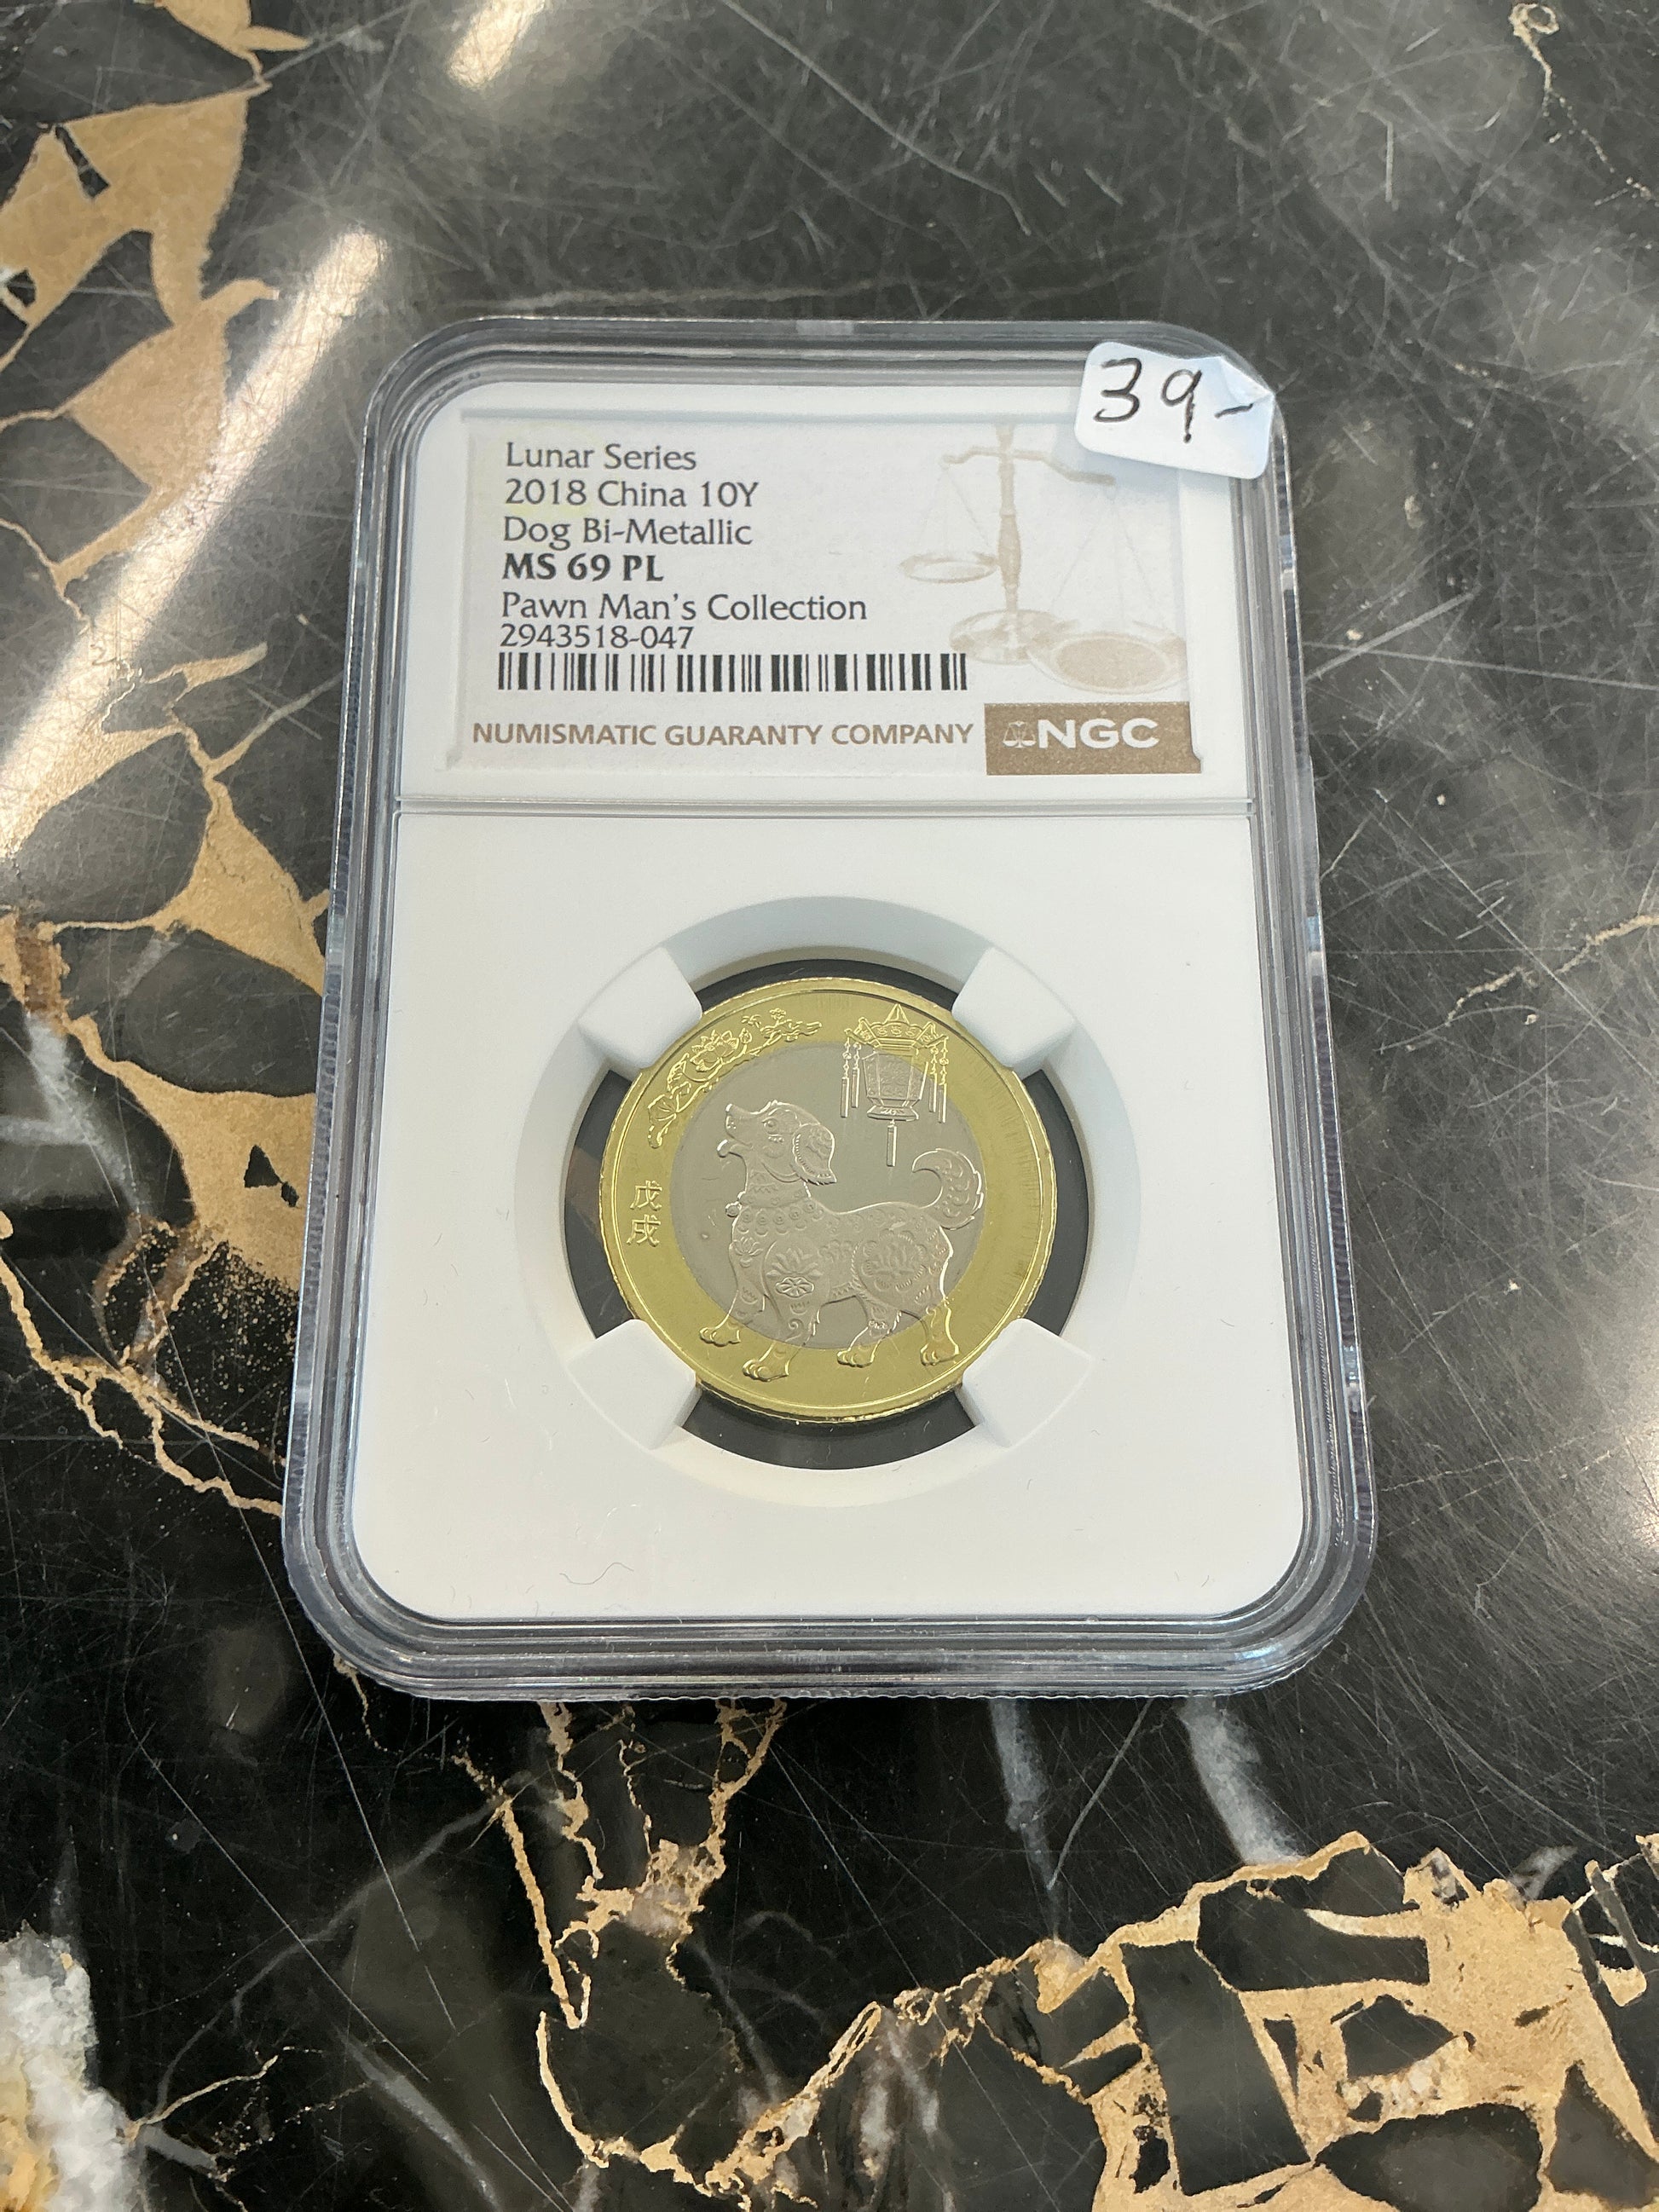 39-
Lunar Series
2018 China 10Y
Dog Bi-Metallic
MS 69 PL
Pawn Man's Collection
2943518-047
NUMISMATIC GUARANTY COMPANY NGC
戊
戌